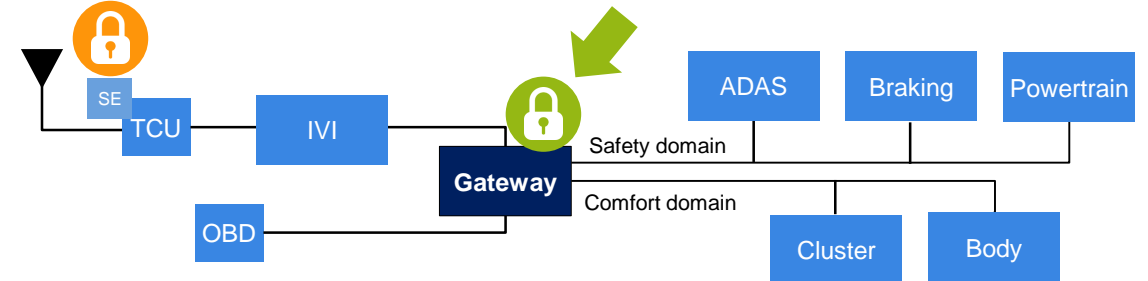 SE
TCU
IVI
OBD
Gateway
Safety domain
Comfort domain
ADAS
Braking
Powertrain
Cluster
Body